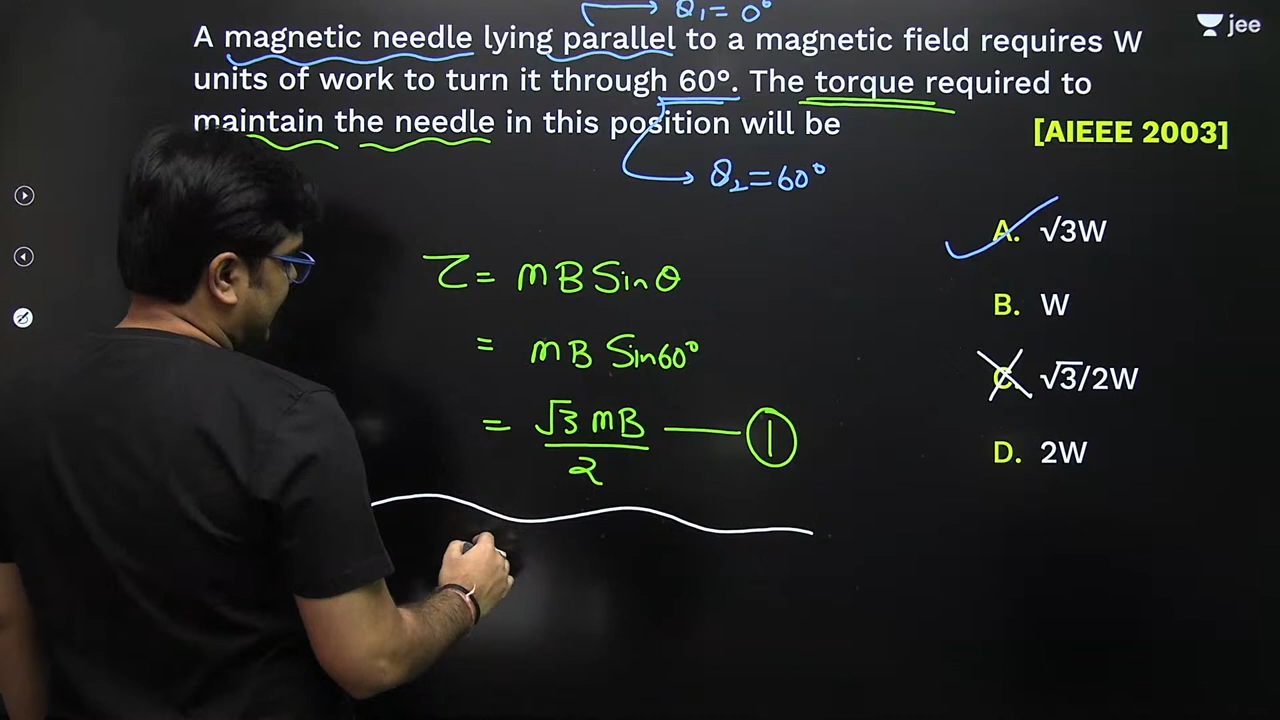 θ₁ = 0°
jee
A magnetic needle lying parallel to a magnetic field requires W
units of work to turn it through 60°. The torque required to
maintain the needle in this position will be
[AIEEE 2003]
θ₂ = 60°
A. √3W
B. W
C. √3/2W
D. 2W
τ = MB Sin θ
= MB Sin60°
= √3 MB / 2 —— ①